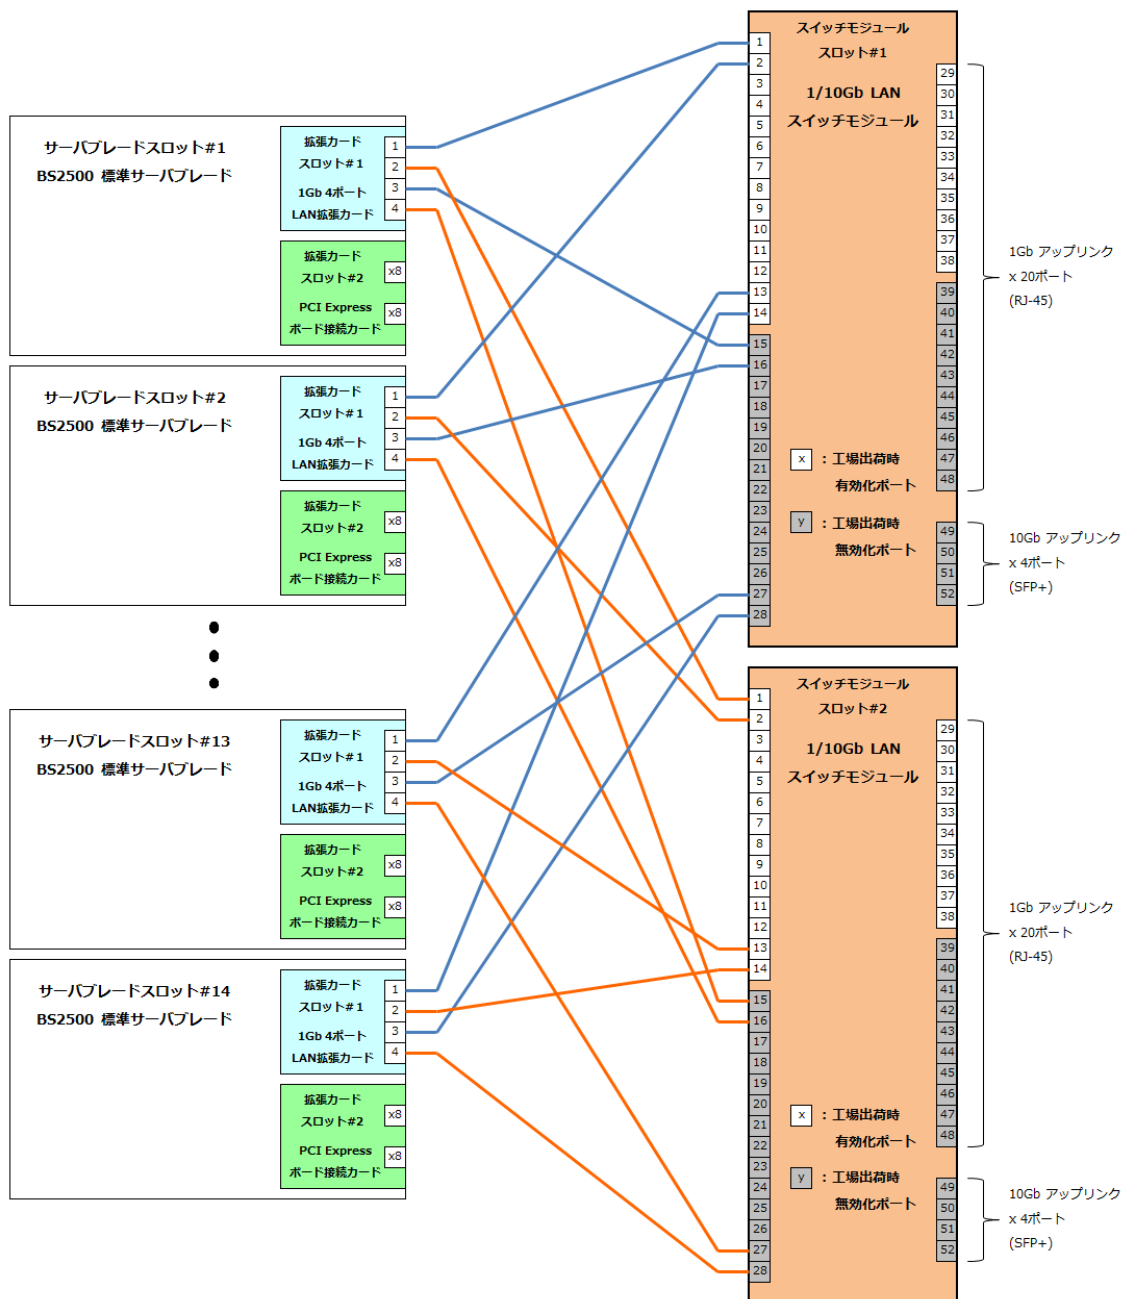 サーバブレードスロット#1
BS2500 標準サーバブレード
拡張カード
スロット#1
1Gb 4ポート
LAN拡張カード
1
2
3
4
拡張カード
スロット#2
PCI Express
ボード接続カード
x8
x8
サーバブレードスロット#2
BS2500 標準サーバブレード
拡張カード
スロット#1
1Gb 4ポート
LAN拡張カード
1
2
3
4
拡張カード
スロット#2
PCI Express
ボード接続カード
x8
x8
サーバブレードスロット#13
BS2500 標準サーバブレード
拡張カード
スロット#1
1Gb 4ポート
LAN拡張カード
1
2
3
4
拡張カード
スロット#2
PCI Express
ボード接続カード
x8
x8
サーバブレードスロット#14
BS2500 標準サーバブレード
拡張カード
スロット#1
1Gb 4ポート
LAN拡張カード
1
2
3
4
拡張カード
スロット#2
PCI Express
ボード接続カード
x8
x8
スイッチモジュール
スロット#1
1/10Gb LAN
スイッチモジュール
1
2
3
4
5
6
7
8
9
10
11
12
13
14
15
16
17
18
19
20
21
22
23
24
25
26
27
28
x :工場出荷時
有効化ポート
y :工場出荷時
無効化ポート
29
30
31
32
33
34
35
36
37
38
39
40
41
42
43
44
45
46
47
48
49
50
51
52
1Gb アップリンク
x 20ポート
(RJ-45)
10Gb アップリンク
x 4ポート
(SFP+)
スイッチモジュール
スロット#2
1/10Gb LAN
スイッチモジュール
1
2
3
4
5
6
7
8
9
10
11
12
13
14
15
16
17
18
19
20
21
22
23
24
25
26
27
28
x :工場出荷時
有効化ポート
y :工場出荷時
無効化ポート
29
30
31
32
33
34
35
36
37
38
39
40
41
42
43
44
45
46
47
48
49
50
51
52
1Gb アップリンク
x 20ポート
(RJ-45)
10Gb アップリンク
x 4ポート
(SFP+)